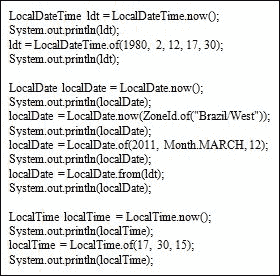 LocalDateTime ldt = LocalDateTime.now();
System.out.println(ldt);
ldt = LocalDateTime.of(1980, 2, 12, 17, 30);
System.out.println(ldt);
LocalDate localDate = LocalDate.now();
System.out.println(localDate);
localDate = LocalDate.now(ZoneId.of("Brazil/West"));
System.out.println(localDate);
localDate = LocalDate.of(2011, Month.MARCH, 12);
System.out.println(localDate);
localDate = LocalDate.from(ldt);
System.out.println(localDate);
LocalTime localTime = LocalTime.now();
System.out.println(localTime);
localTime = LocalTime.of(17, 30, 15);
System.out.println(localTime);